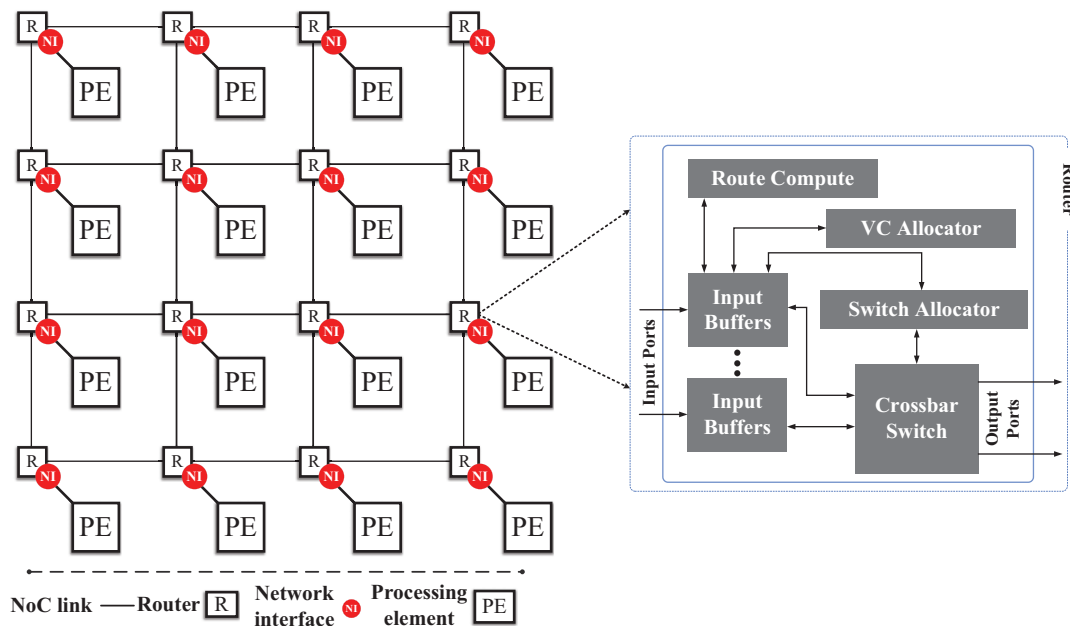 R R R R
NI NI NI NI
PE PE PE PE
R R R R
NI NI NI NI
PE PE PE PE
R R R R
NI NI NI NI
PE PE PE PE
R R R R
NI NI NI NI
PE PE PE PE
NoC link
Router
R
Network
interface
NI
Processing
element
PE
Route Compute
VC Allocator
Switch Allocator
Input
Buffers
Input
Buffers
Crossbar
Switch
Input Ports
Output
Ports
Router